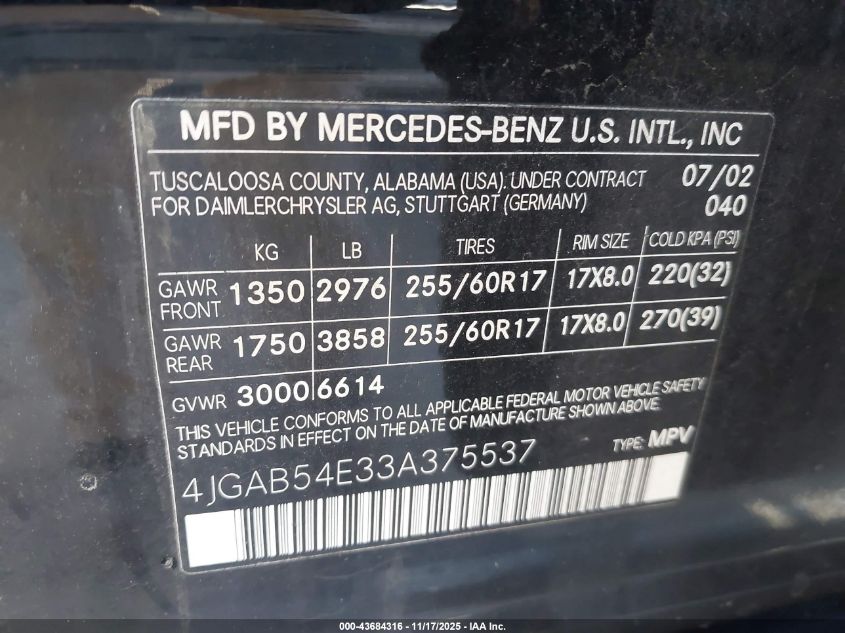 MFD BY MERCEDES-BENZ U.S. INTL., INC
TUSCALOOSA COUNTY, ALABAMA (USA). UNDER CONTRACT 07/02
FOR DAIMLERCHRYSLER AG, STUTTGART (GERMANY) 040
KG LB TIRES RIM SIZE COLD KPA (PSI)
GAWR FRONT 1350 2976 255/60R17 17X8.0 220(32)
GAWR REAR 1750 3858 255/60R17 17X8.0 270(39)
GVWR 3000 6614
THIS VEHICLE CONFORMS TO ALL APPLICABLE FEDERAL MOTOR VEHICLE SAFETY
STANDARDS IN EFFECT ON THE DATE OF MANUFACTURE SHOWN ABOVE.
4JGAB54E33A375537 TYPE: MPV
000-43684316 - 11/17/2025 - IAA Inc.